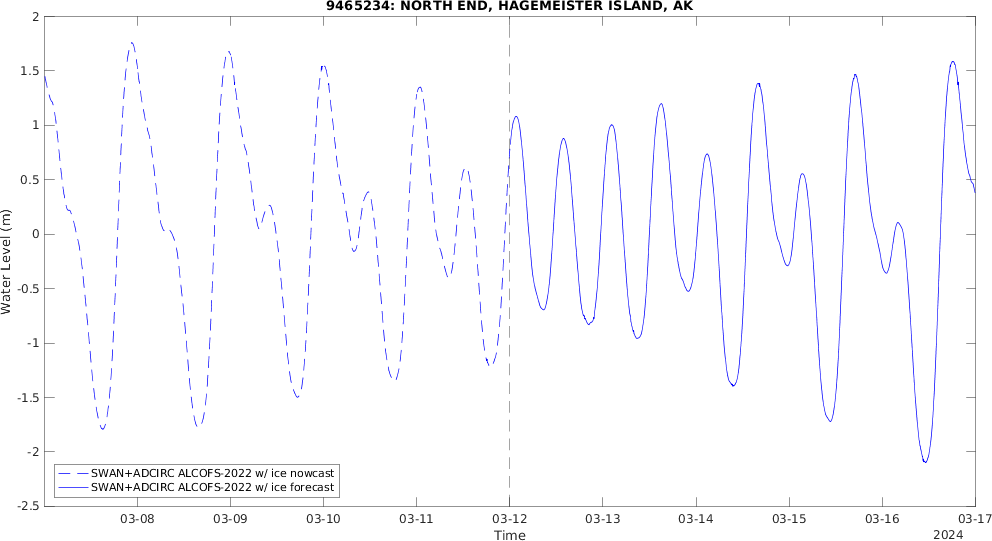 9465234: NORTH END, HAGEMEISTER ISLAND, AK
2
1.5
1
0.5
0
-0.5
-1
-1.5
-2
-2.5
Water Level (m)
SWAN+ADCIRC ALCOFS-2022 w/ ice nowcast
SWAN+ADCIRC ALCOFS-2022 w/ ice forecast
03-08 03-09 03-10 03-11 03-12 03-13 03-14 03-15 03-16 03-17
Time
2024